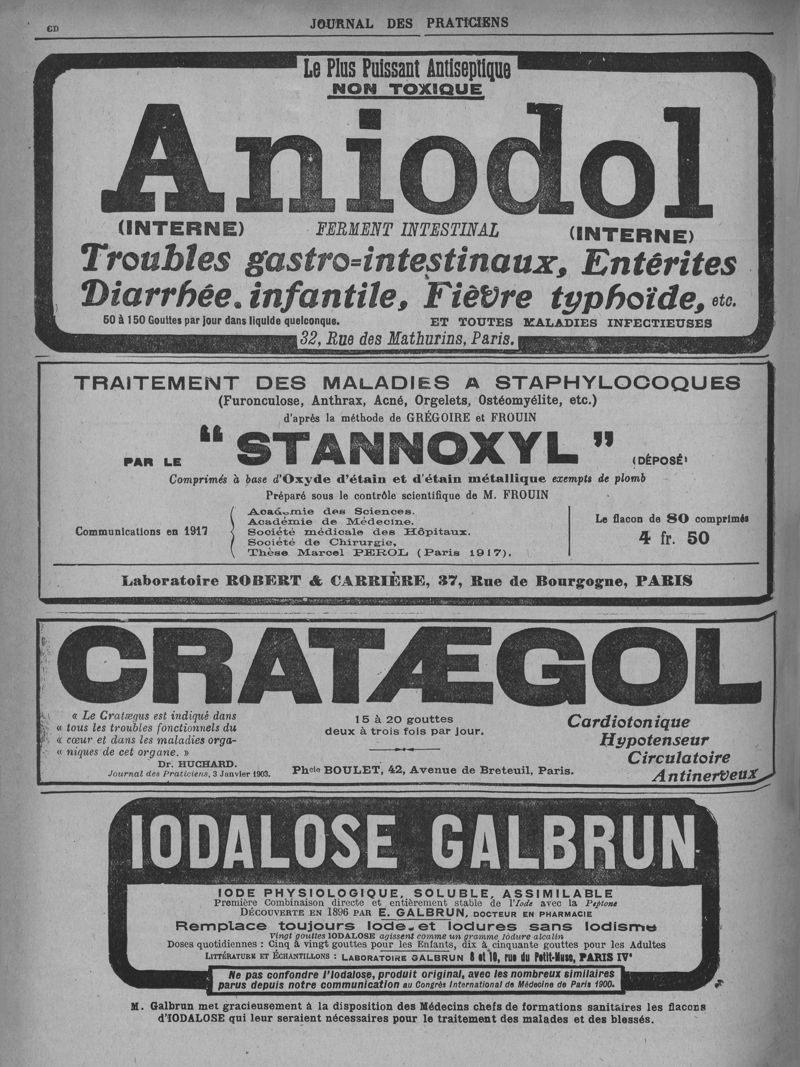 CD
JOURNAL DES PRATICIENS
Le Plus Puissant Antiseptique
NON TOXIQUE
Aniodol
(INTERNE) FERMENT INTESTINAL (INTERNE)
Troubles gastro=intestinaux, Entérites
Diarrhée infantile, Fièvre typhoïde, etc.
50 à 150 Gouttes par jour dans liquide quelconque. ET TOUTES MALADIES INFECTIEUSES
32, Rue des Mathurins, Paris.
TRAITEMENT DES MALADIES A STAPHYLOCOQUES
(Furonculose, Anthrax, Acné, Orgelets, Ostéomyélite, etc.)
d'après la méthode de GRÉGOIRE et FROUIN
PAR LE “ STANNOXYL ” (DÉPOSÉ)
Comprimés à base d'Oxyde d'étain et d'étain métallique exempts de plomb
Préparé sous le contrôle scientifique de M. FROUIN
Communications en 1917
Académie des Sciences.
Académie de Médecine.
Société médicale des Hôpitaux.
Société de Chirurgie,
Thèse Marcel PEROL (Paris 1917).
Le flacon de 80 comprimés
4 fr. 50
Laboratoire ROBERT & CARRIÈRE, 37, Rue de Bourgogne, PARIS
CRATÆGOL
« Le Cratægus est indiqué dans
« tous les troubles fonctionnels du
« cœur et dans les maladies orga-
« niques de cet organe. »
Dr. HUCHARD.
Journal des Praticiens, 3 Janvier 1903.
15 à 20 gouttes
deux à trois fois par jour.
Phcie BOULET, 42, Avenue de Breteuil, Paris.
Cardiotonique
Hypotenseur
Circulatoire
Antinerveux
IODALOSE GALBRUN
IODE PHYSIOLOGIQUE, SOLUBLE, ASSIMILABLE
Première Combinaison directe et entièrement stable de l'Iode avec la Peptone
DÉCOUVERTE EN 1896 PAR E. GALBRUN, DOCTEUR EN PHARMACIE
Remplace toujours Iode et Iodures sans Iodisme
Vingt gouttes IODALOSE agissent comme un gramme Iodure alcalin
Doses quotidiennes : Cinq à vingt gouttes pour les Enfants, dix à cinquante gouttes pour les Adultes
LITTÉRATURE ET ÉCHANTILLONS : LABORATOIRE GALBRUN 8 et 10, rue du Petit-Musc, PARIS IVe
Ne pas confondre l'Iodalose, produit original, avec les nombreux similaires
parus depuis notre communication au Congrès International de Médecine de Paris 1900.
M. Galbrun met gracieusement à la disposition des Médecins chefs de formations sanitaires les flacons
d'IODALOSE qui leur seraient nécessaires pour le traitement des malades et des blessés.